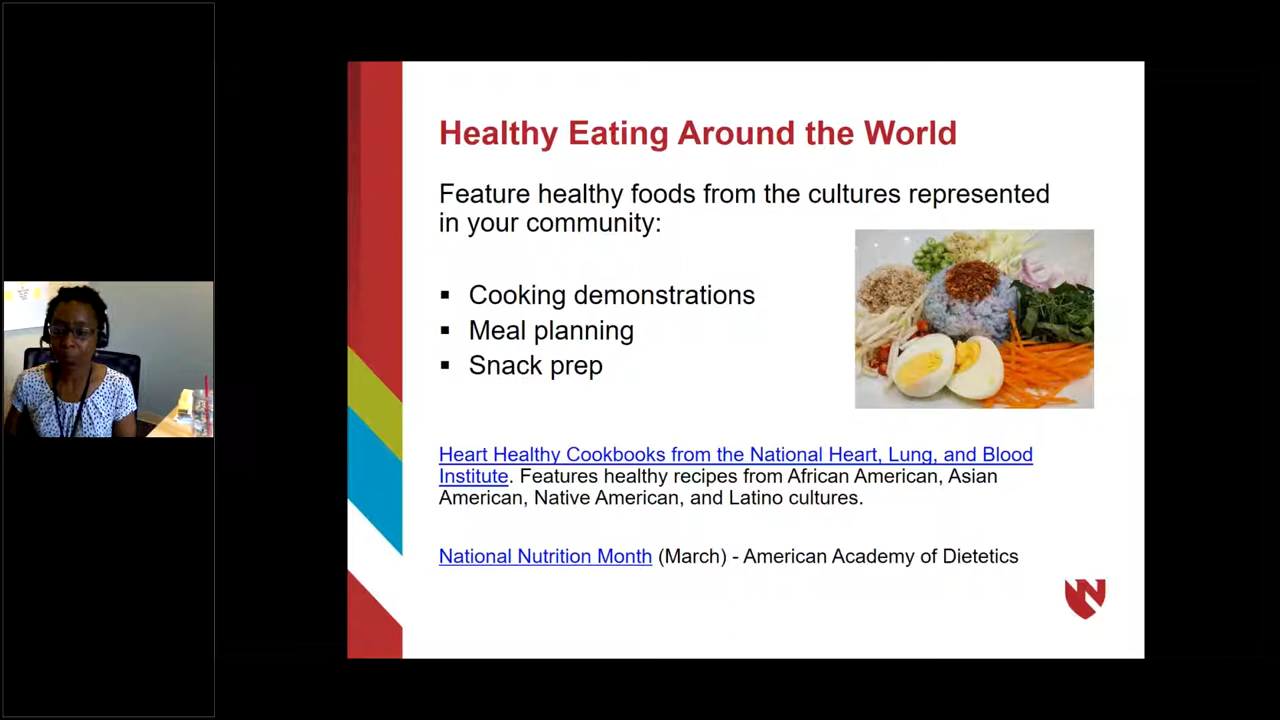 Healthy Eating Around the World
Feature healthy foods from the cultures represented
in your community:
▪ Cooking demonstrations
▪ Meal planning
▪ Snack prep
Heart Healthy Cookbooks from the National Heart, Lung, and Blood
Institute. Features healthy recipes from African American, Asian
American, Native American, and Latino cultures.
National Nutrition Month (March) - American Academy of Dietetics